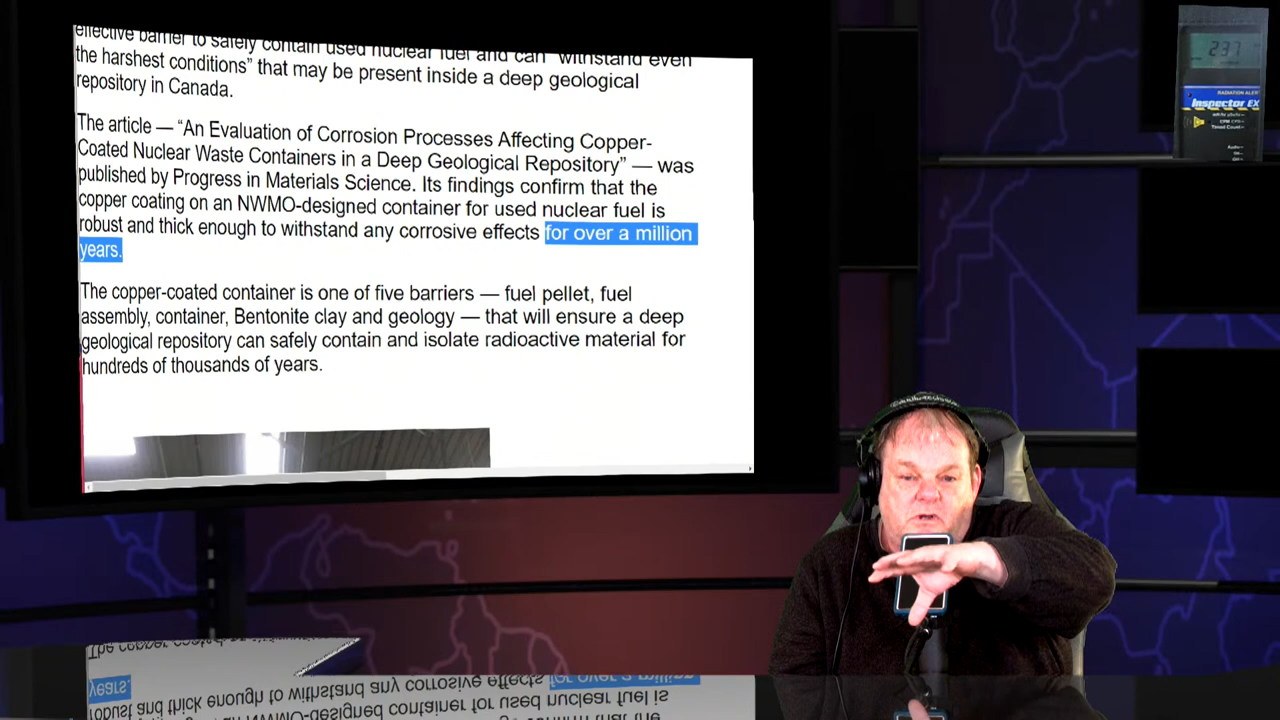 effective barrier to safely contain used nuclear fuel and can “withstand even
the harshest conditions” that may be present inside a deep geological
repository in Canada.
The article — “An Evaluation of Corrosion Processes Affecting Copper-
Coated Nuclear Waste Containers in a Deep Geological Repository” — was
published by Progress in Materials Science. Its findings confirm that the
copper coating on an NWMO-designed container for used nuclear fuel is
robust and thick enough to withstand any corrosive effects for over a million
years.
The copper-coated container is one of five barriers — fuel pellet, fuel
assembly, container, Bentonite clay and geology — that will ensure a deep
geological repository can safely contain and isolate radioactive material for
hundreds of thousands of years.
237
RADIATION ALERT
Inspector EX